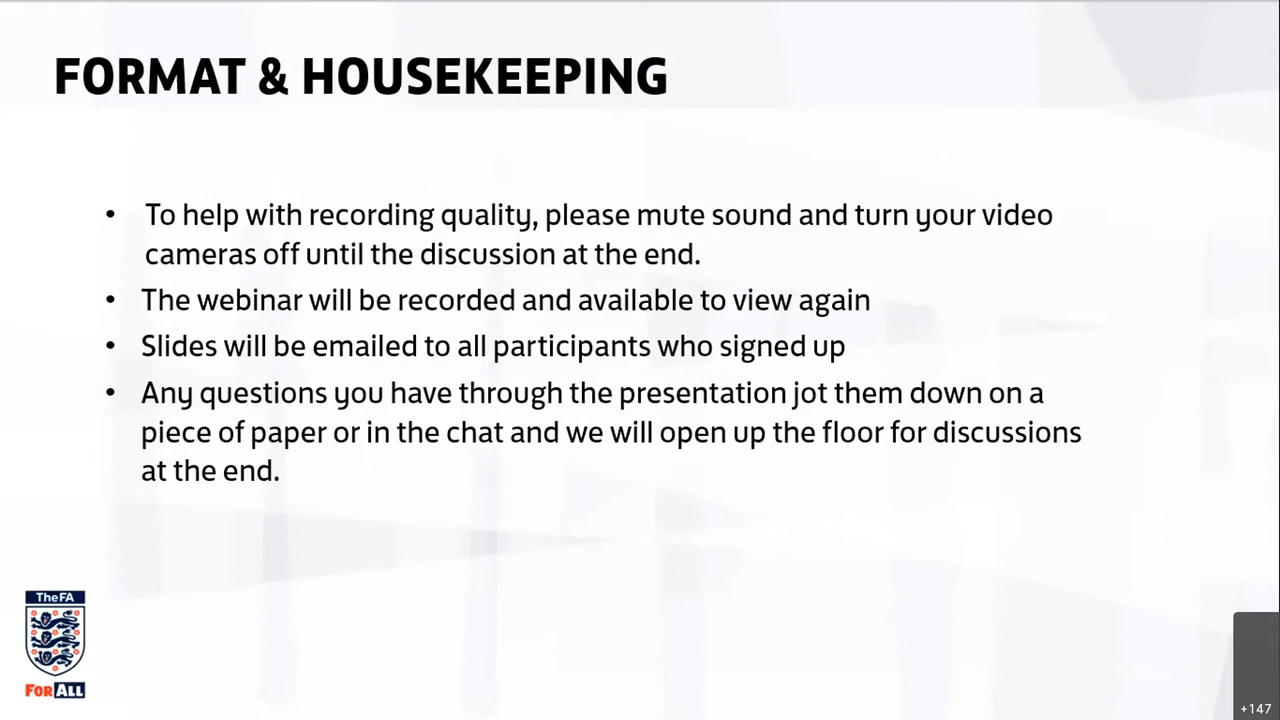 FORMAT & HOUSEKEEPING
• To help with recording quality, please mute sound and turn your video
cameras off until the discussion at the end.
• The webinar will be recorded and available to view again
• Slides will be emailed to all participants who signed up
• Any questions you have through the presentation jot them down on a
piece of paper or in the chat and we will open up the floor for discussions
at the end.
TheFA
FORALL
+147